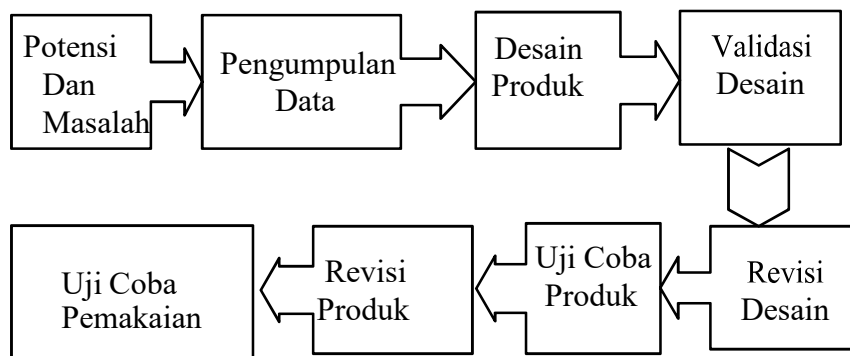 Potensi
Dan
Masalah
Pengumpulan
Data
Desain
Produk
Validasi
Desain
Revisi
Desain
Uji Coba
Produk
Revisi
Produk
Uji Coba
Pemakaian